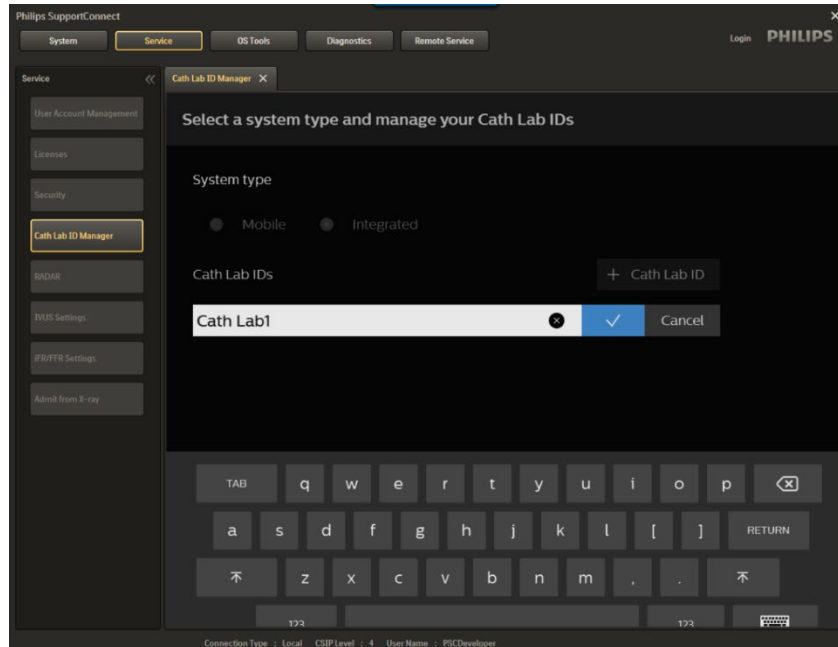 Philips SupportConnect
System Service OS Tools Diagnostics Remote Service Login PHILIPS
Service Cath Lab ID Manager
User Account Management
Select a system type and manage your Cath Lab IDs
Licenses
System type
Security
Mobile Integrated
Cath Lab ID Manager
Cath Lab IDs + Cath Lab ID
RADAR
IVUS Settings
Cath Lab1 Cancel
iFR/FFR Settings
Admit from X-ray
TAB q w e r t y u i o p
a s d f g h j k l [ ] RETURN
z x c v b n m , .
123 123
Connection Type : Local CSIP Level : 4 User Name : PSCDeveloper